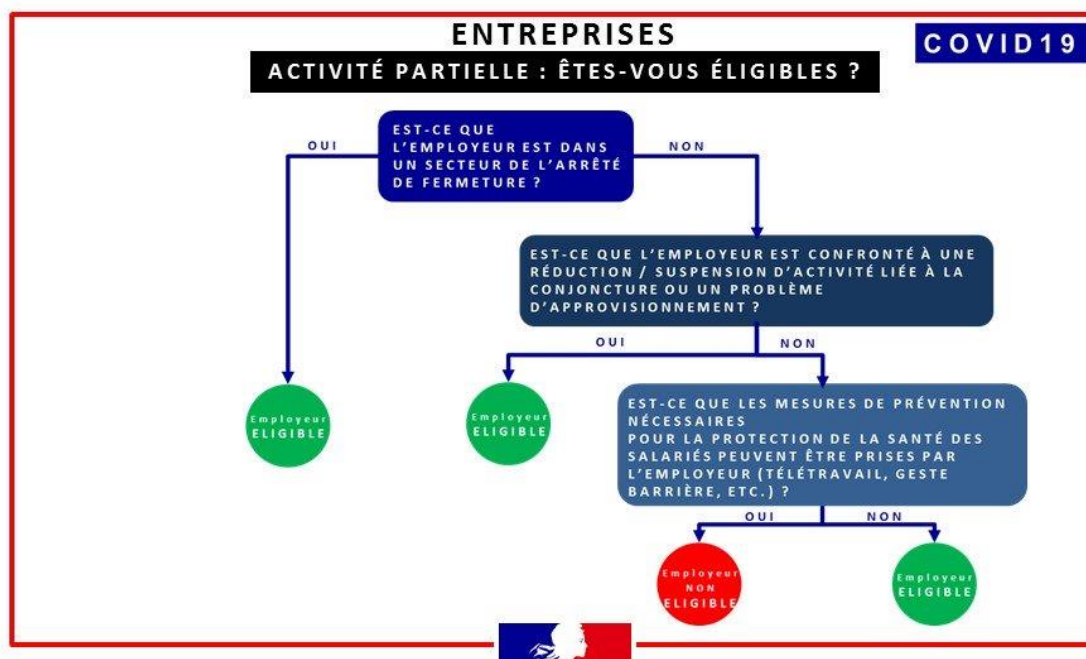 ENTREPRISES
COVID19
ACTIVITÉ PARTIELLE : ÊTES-VOUS ÉLIGIBLES ?
EST-CE QUE
L'EMPLOYEUR EST DANS
UN SECTEUR DE L'ARRÊTÉ
DE FERMETURE ?
OUI
NON
EST-CE QUE L'EMPLOYEUR EST CONFRONTÉ À UNE
RÉDUCTION / SUSPENSION D'ACTIVITÉ LIÉE À LA
CONJONCTURE OU UN PROBLÈME
D'APPROVISIONNEMENT ?
OUI
NON
Employeur
ELIGIBLE
Employeur
ELIGIBLE
EST-CE QUE LES MESURES DE PRÉVENTION
NÉCESSAIRES
POUR LA PROTECTION DE LA SANTÉ DES
SALARIÉS PEUVENT ÊTRE PRISES PAR
L'EMPLOYEUR (TÉLÉTRAVAIL, GESTE
BARRIÈRE, ETC.) ?
OUI
NON
Employeur
NON
ELIGIBLE
Employeur
ELIGIBLE